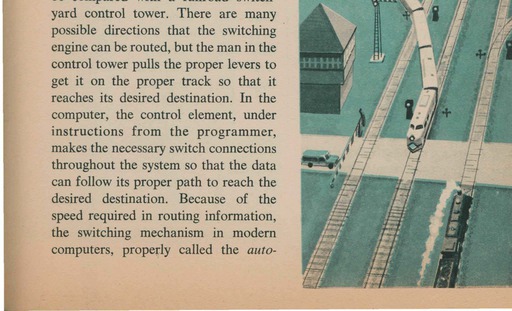 yard control tower. There are many
possible directions that the switching
engine can be routed, but the man in the
control tower pulls the proper levers to
get it on the proper track so that it
reaches its desired destination. In the
computer, the control element, under
instructions from the programmer,
makes the necessary switch connections
throughout the system so that the data
can follow its proper path to reach the
desired destination. Because of the
speed required in routing information,
the switching mechanism in modern
computers, properly called the auto-